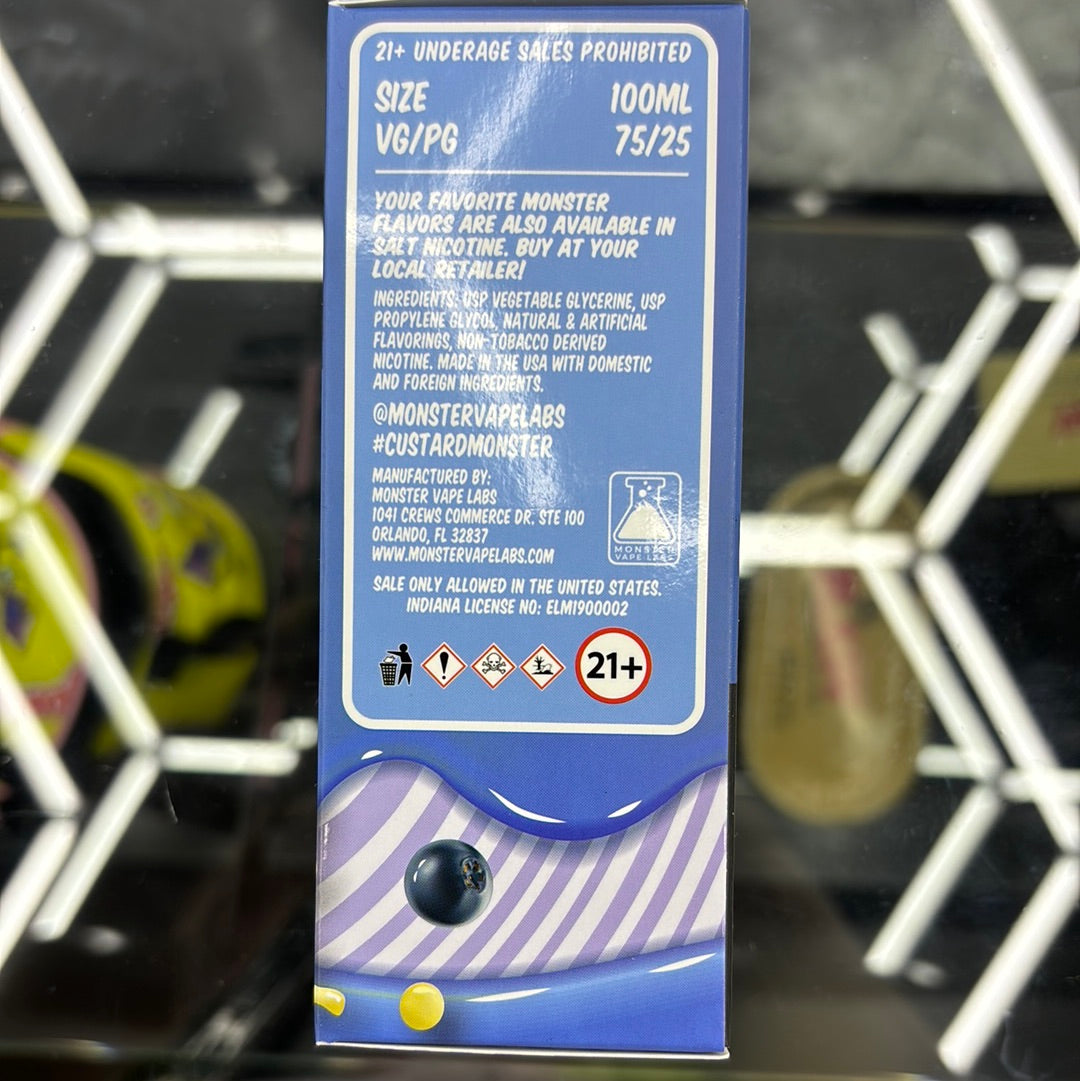 21+ UNDERAGE SALES PROHIBITED
SIZE 100ML
VG/PG 75/25
YOUR FAVORITE MONSTER
FLAVORS ARE ALSO AVAILABLE IN
SALT NICOTINE. BUY AT YOUR
LOCAL RETAILER!
INGREDIENTS: USP VEGETABLE GLYCERINE, USP
PROPYLENE GLYCOL, NATURAL & ARTIFICIAL
FLAVORINGS, NON-TOBACCO DERIVED
NICOTINE. MADE IN THE USA WITH DOMESTIC
AND FOREIGN INGREDIENTS.
@MONSTERVAPELABS
#CUSTARDMONSTER
MANUFACTURED BY:
MONSTER VAPE LABS
1041 CREWS COMMERCE DR. STE 100
ORLANDO, FL 32837
WWW.MONSTERVAPELABS.COM
MONSTER
VAPE LABS
SALE ONLY ALLOWED IN THE UNITED STATES.
INDIANA LICENSE NO: ELM1900002
21+